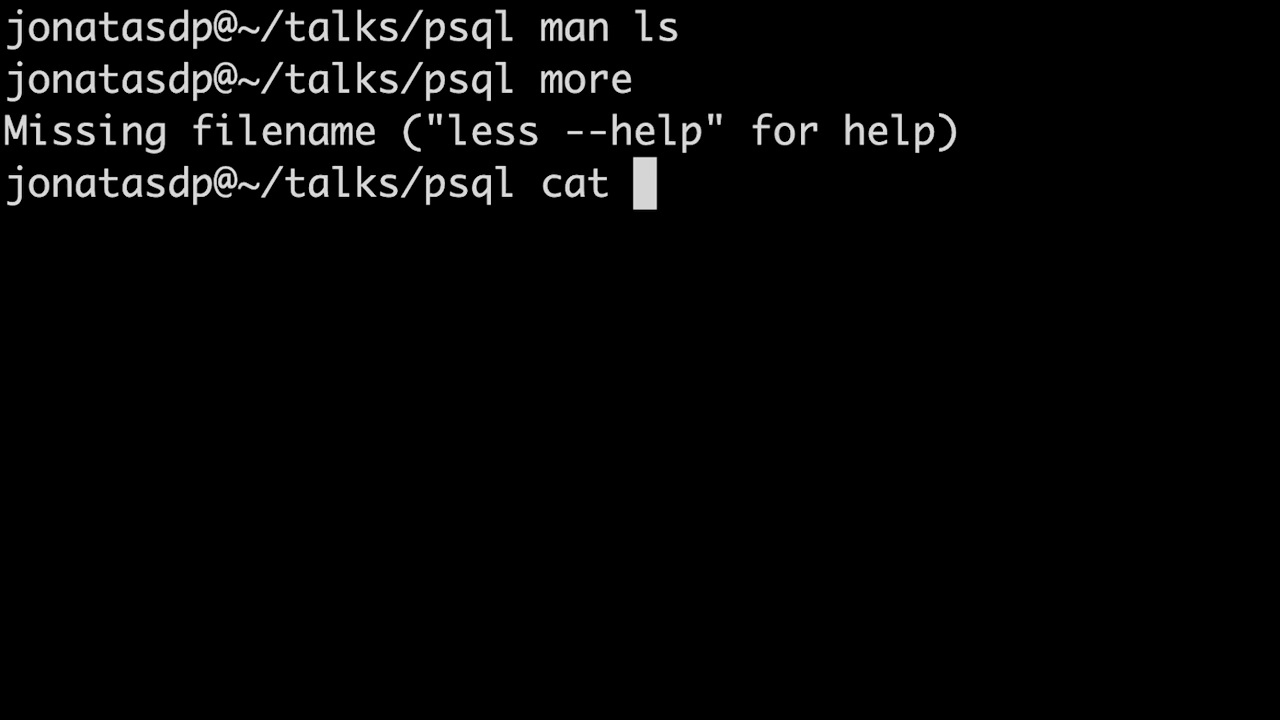 jonatasdp@~/talks/psql man ls
jonatasdp@~/talks/psql more
Missing filename ("less --help" for help)
jonatasdp@~/talks/psql cat